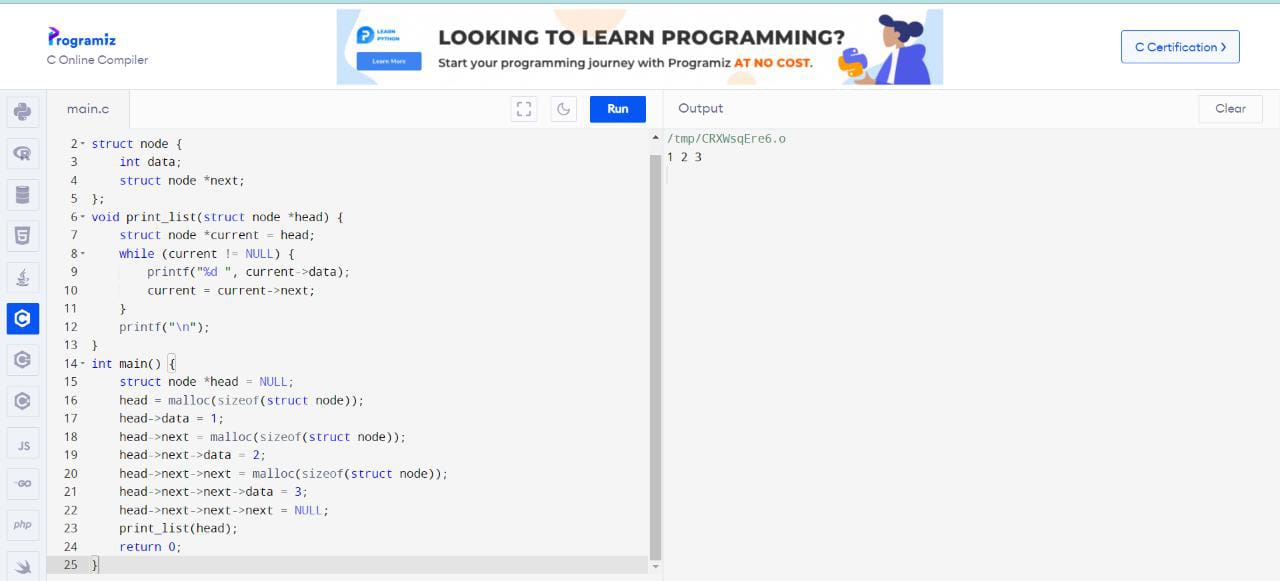 Programiz
C Online Compiler
LEARN
PYTHON
Learn More
LOOKING TO LEARN PROGRAMMING?
Start your programming journey with Programiz AT NO COST.
C Certification >
main.c
Run
Output
Clear
2 struct node {
3     int data;
4     struct node *next;
5 };
6 void print_list(struct node *head) {
7     struct node *current = head;
8     while (current != NULL) {
9         printf("%d ", current->data);
10         current = current->next;
11     }
12     printf("\n");
13 }
14 int main() {
15     struct node *head = NULL;
16     head = malloc(sizeof(struct node));
17     head->data = 1;
18     head->next = malloc(sizeof(struct node));
19     head->next->data = 2;
20     head->next->next = malloc(sizeof(struct node));
21     head->next->next->data = 3;
22     head->next->next->next = NULL;
23     print_list(head);
24     return 0;
25 }
/tmp/CRXWsqEre6.o
1 2 3
R
5
C
C
C
JS
GO
php